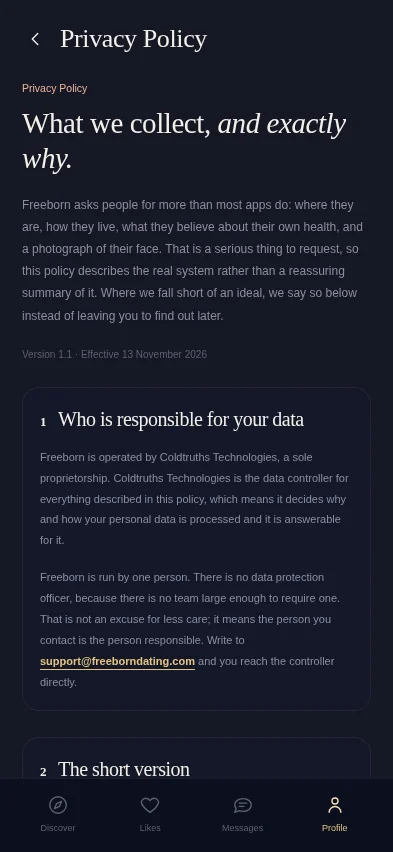 Privacy Policy
Privacy Policy
What we collect, and exactly
why.
Freeborn asks people for more than most apps do: where they
are, how they live, what they believe about their own health, and
a photograph of their face. That is a serious thing to request, so
this policy describes the real system rather than a reassuring
summary of it. Where we fall short of an ideal, we say so below
instead of leaving you to find out later.
Version 1.1 · Effective 13 November 2026
1 Who is responsible for your data
Freeborn is operated by Coldtruths Technologies, a sole
proprietorship. Coldtruths Technologies is the data controller for
everything described in this policy, which means it decides why
and how your personal data is processed and it is answerable
for it.
Freeborn is run by one person. There is no data protection
officer, because there is no team large enough to require one.
That is not an excuse for less care; it means the person you
contact is the person responsible. Write to
support@freeborndating.com and you reach the controller
directly.
2 The short version
Discover
Likes
Messages
Profile